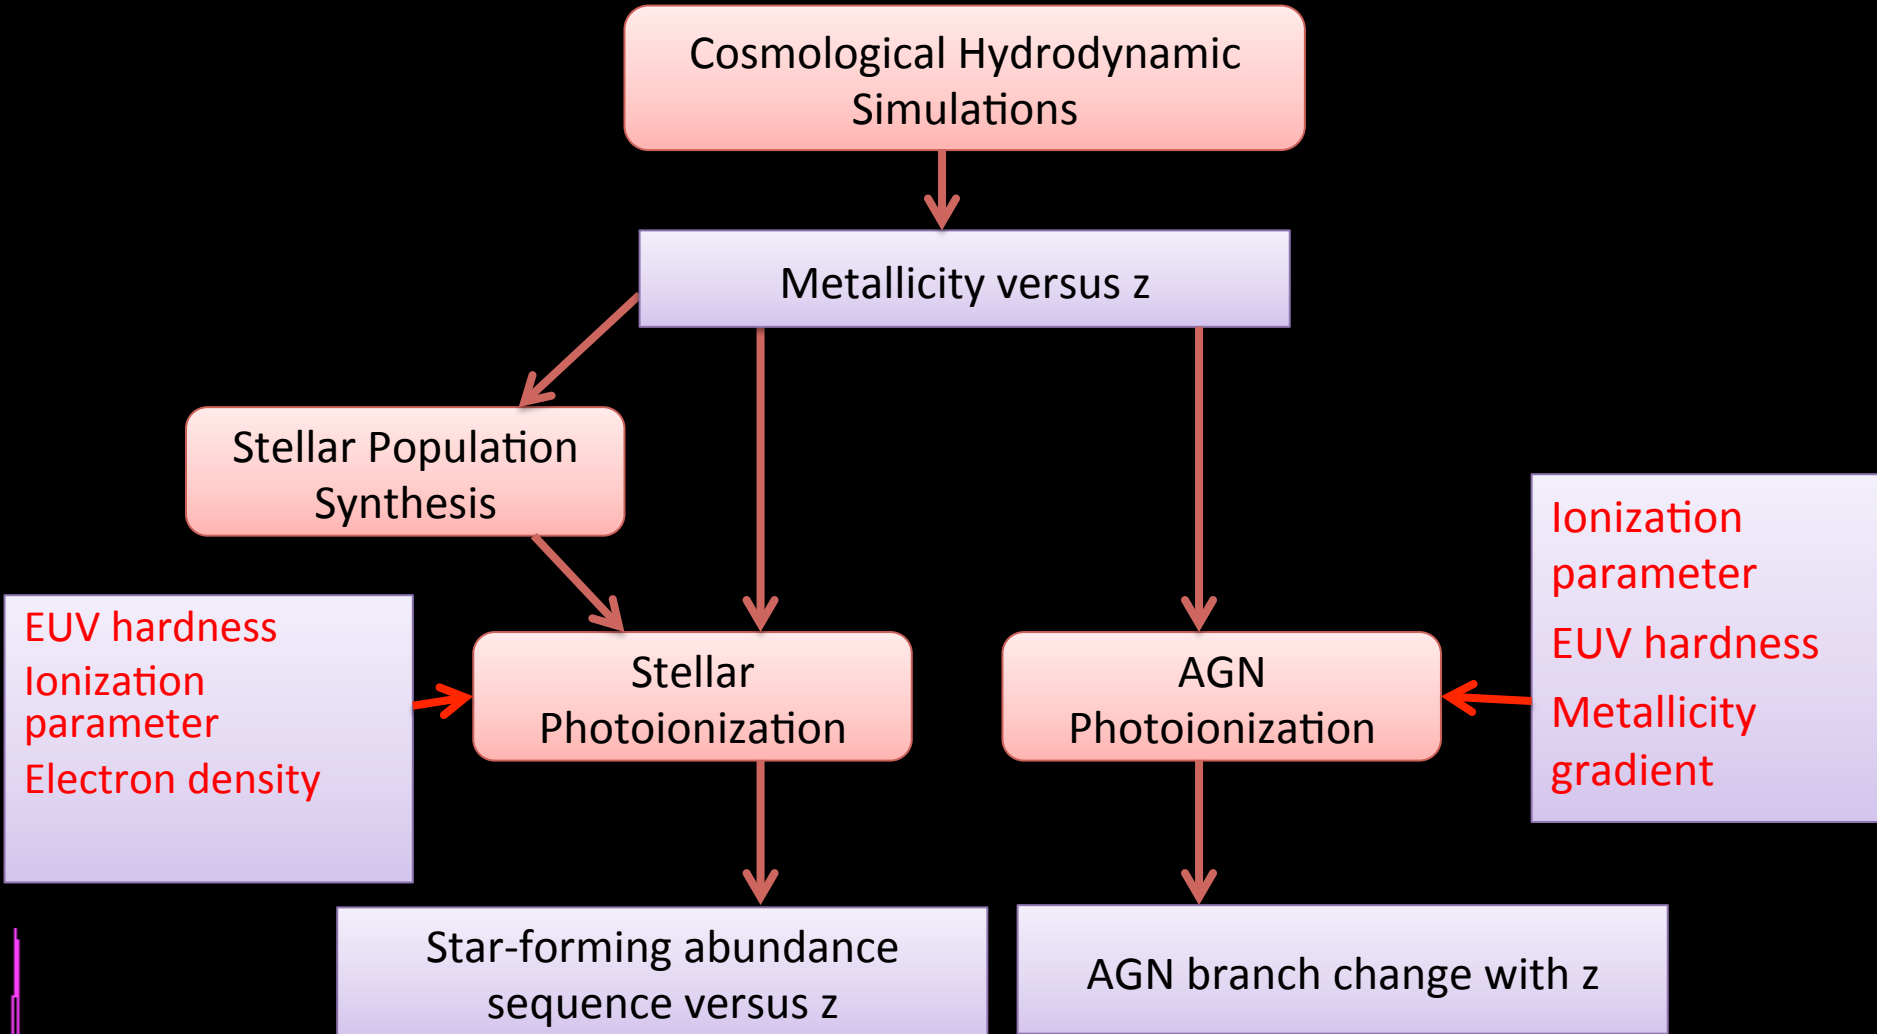 Cosmological Hydrodynamic
Simulations
Metallicity versus z
Stellar Population
Synthesis
Ionization
parameter
EUV hardness
Metallicity
gradient
EUV hardness
Ionization
parameter
Electron density
Stellar
Photoionization
AGN
Photoionization
Star-forming abundance
sequence versus z
AGN branch change with z